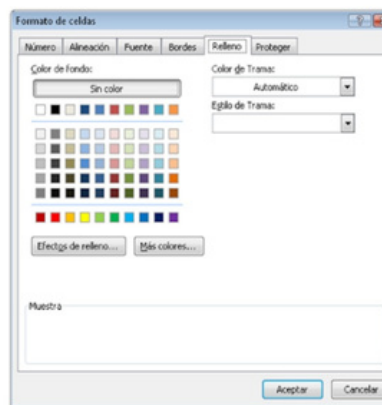 Formato de celdas
Número Alineación Fuente Bordes Relleno Proteger
Color de fondo:
Sin color
Color de Trama:
Automático
Estilo de Trama:
Efectos de relleno... Más colores...
Muestra
Aceptar Cancelar